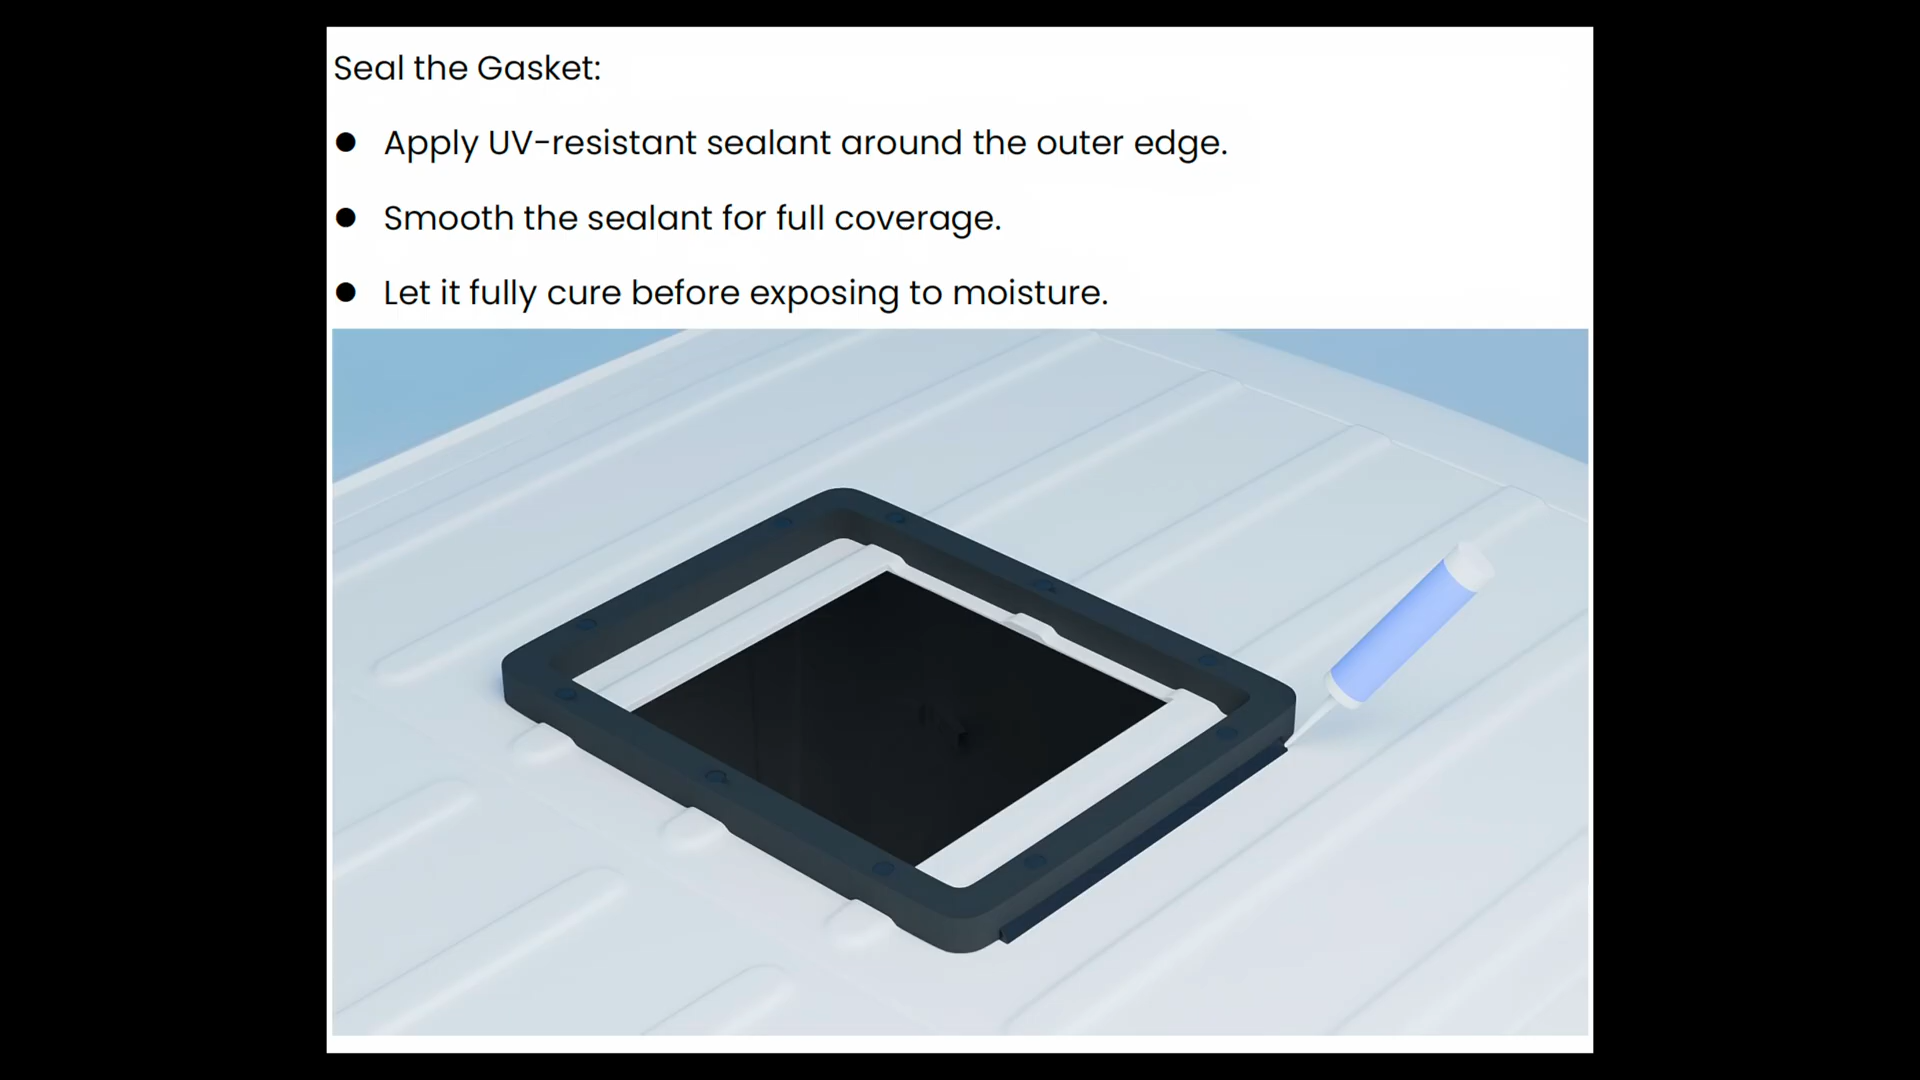 Seal the Gasket:
● Apply UV-resistant sealant around the outer edge.
● Smooth the sealant for full coverage.
● Let it fully cure before exposing to moisture.